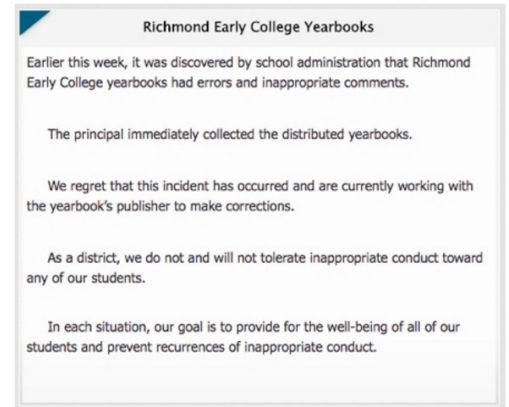 Richmond Early College Yearbooks
Earlier this week, it was discovered by school administration that Richmond
Early College yearbooks had errors and inappropriate comments.
The principal immediately collected the distributed yearbooks.
We regret that this incident has occurred and are currently working with
the yearbook's publisher to make corrections.
As a district, we do not and will not tolerate inappropriate conduct toward
any of our students.
In each situation, our goal is to provide for the well-being of all of our
students and prevent recurrences of inappropriate conduct.